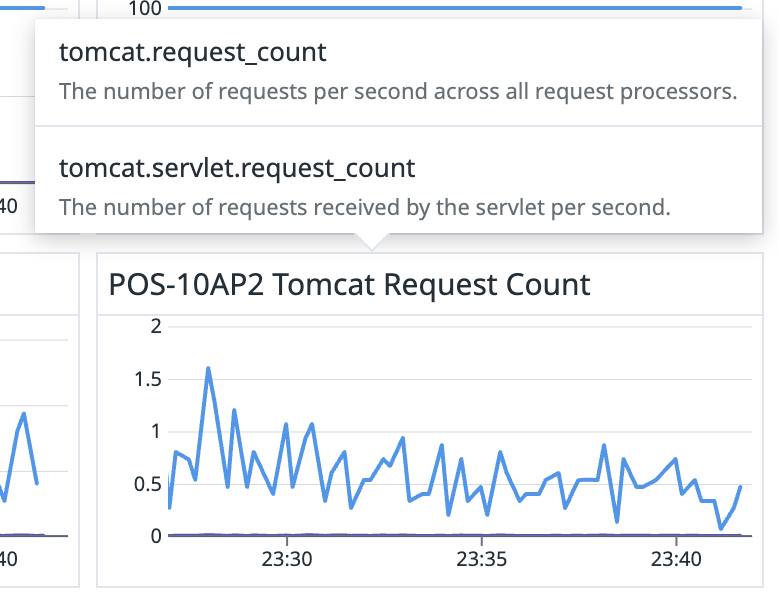 100
tomcat.request_count
The number of requests per second across all request processors.
tomcat.servlet.request_count
The number of requests received by the servlet per second.
40
POS-10AP2 Tomcat Request Count
2
1.5
1
0.5
0
40
23:30
23:35
23:40